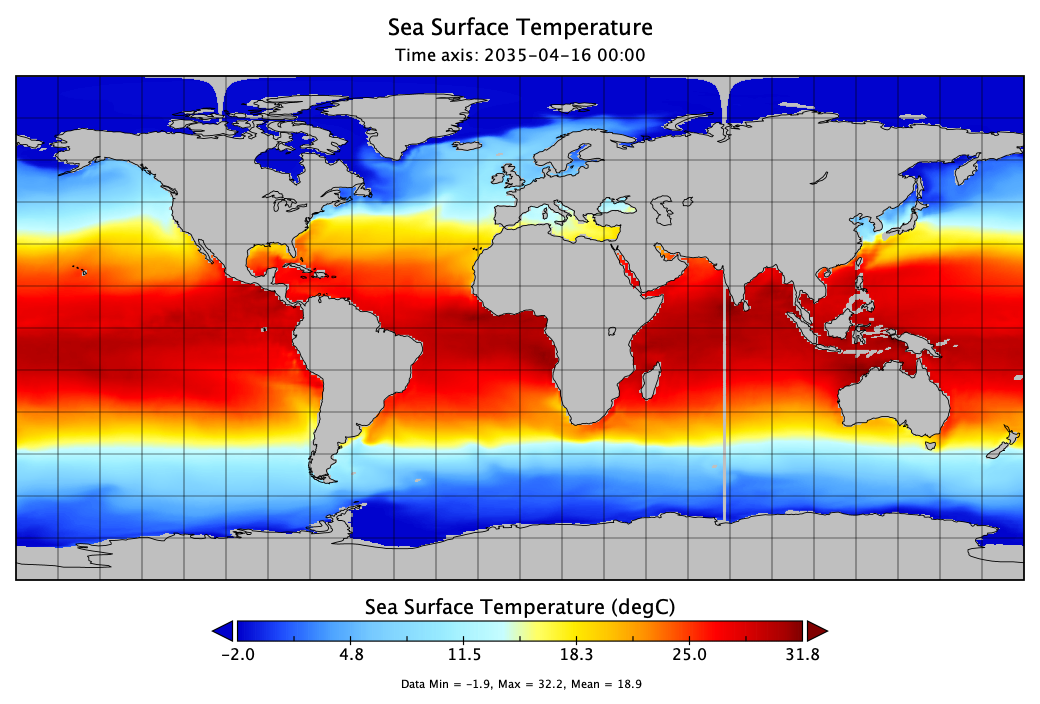 Sea Surface Temperature
Time axis: 2035-04-16 00:00
Sea Surface Temperature (degC)
-2.0 4.8 11.5 18.3 25.0 31.8
Data Min = -1.9, Max = 32.2, Mean = 18.9